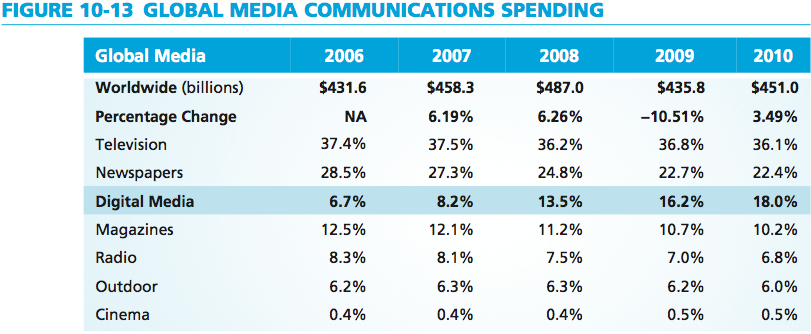 FIGURE 10-13 GLOBAL MEDIA COMMUNICATIONS SPENDING
Global Media 2006 2007 2008 2009 2010
Worldwide (billions) $431.6 $458.3 $487.0 $435.8 $451.0
Percentage Change NA 6.19% 6.26% –10.51% 3.49%
Television 37.4% 37.5% 36.2% 36.8% 36.1%
Newspapers 28.5% 27.3% 24.8% 22.7% 22.4%
Digital Media 6.7% 8.2% 13.5% 16.2% 18.0%
Magazines 12.5% 12.1% 11.2% 10.7% 10.2%
Radio 8.3% 8.1% 7.5% 7.0% 6.8%
Outdoor 6.2% 6.3% 6.3% 6.2% 6.0%
Cinema 0.4% 0.4% 0.4% 0.5% 0.5%